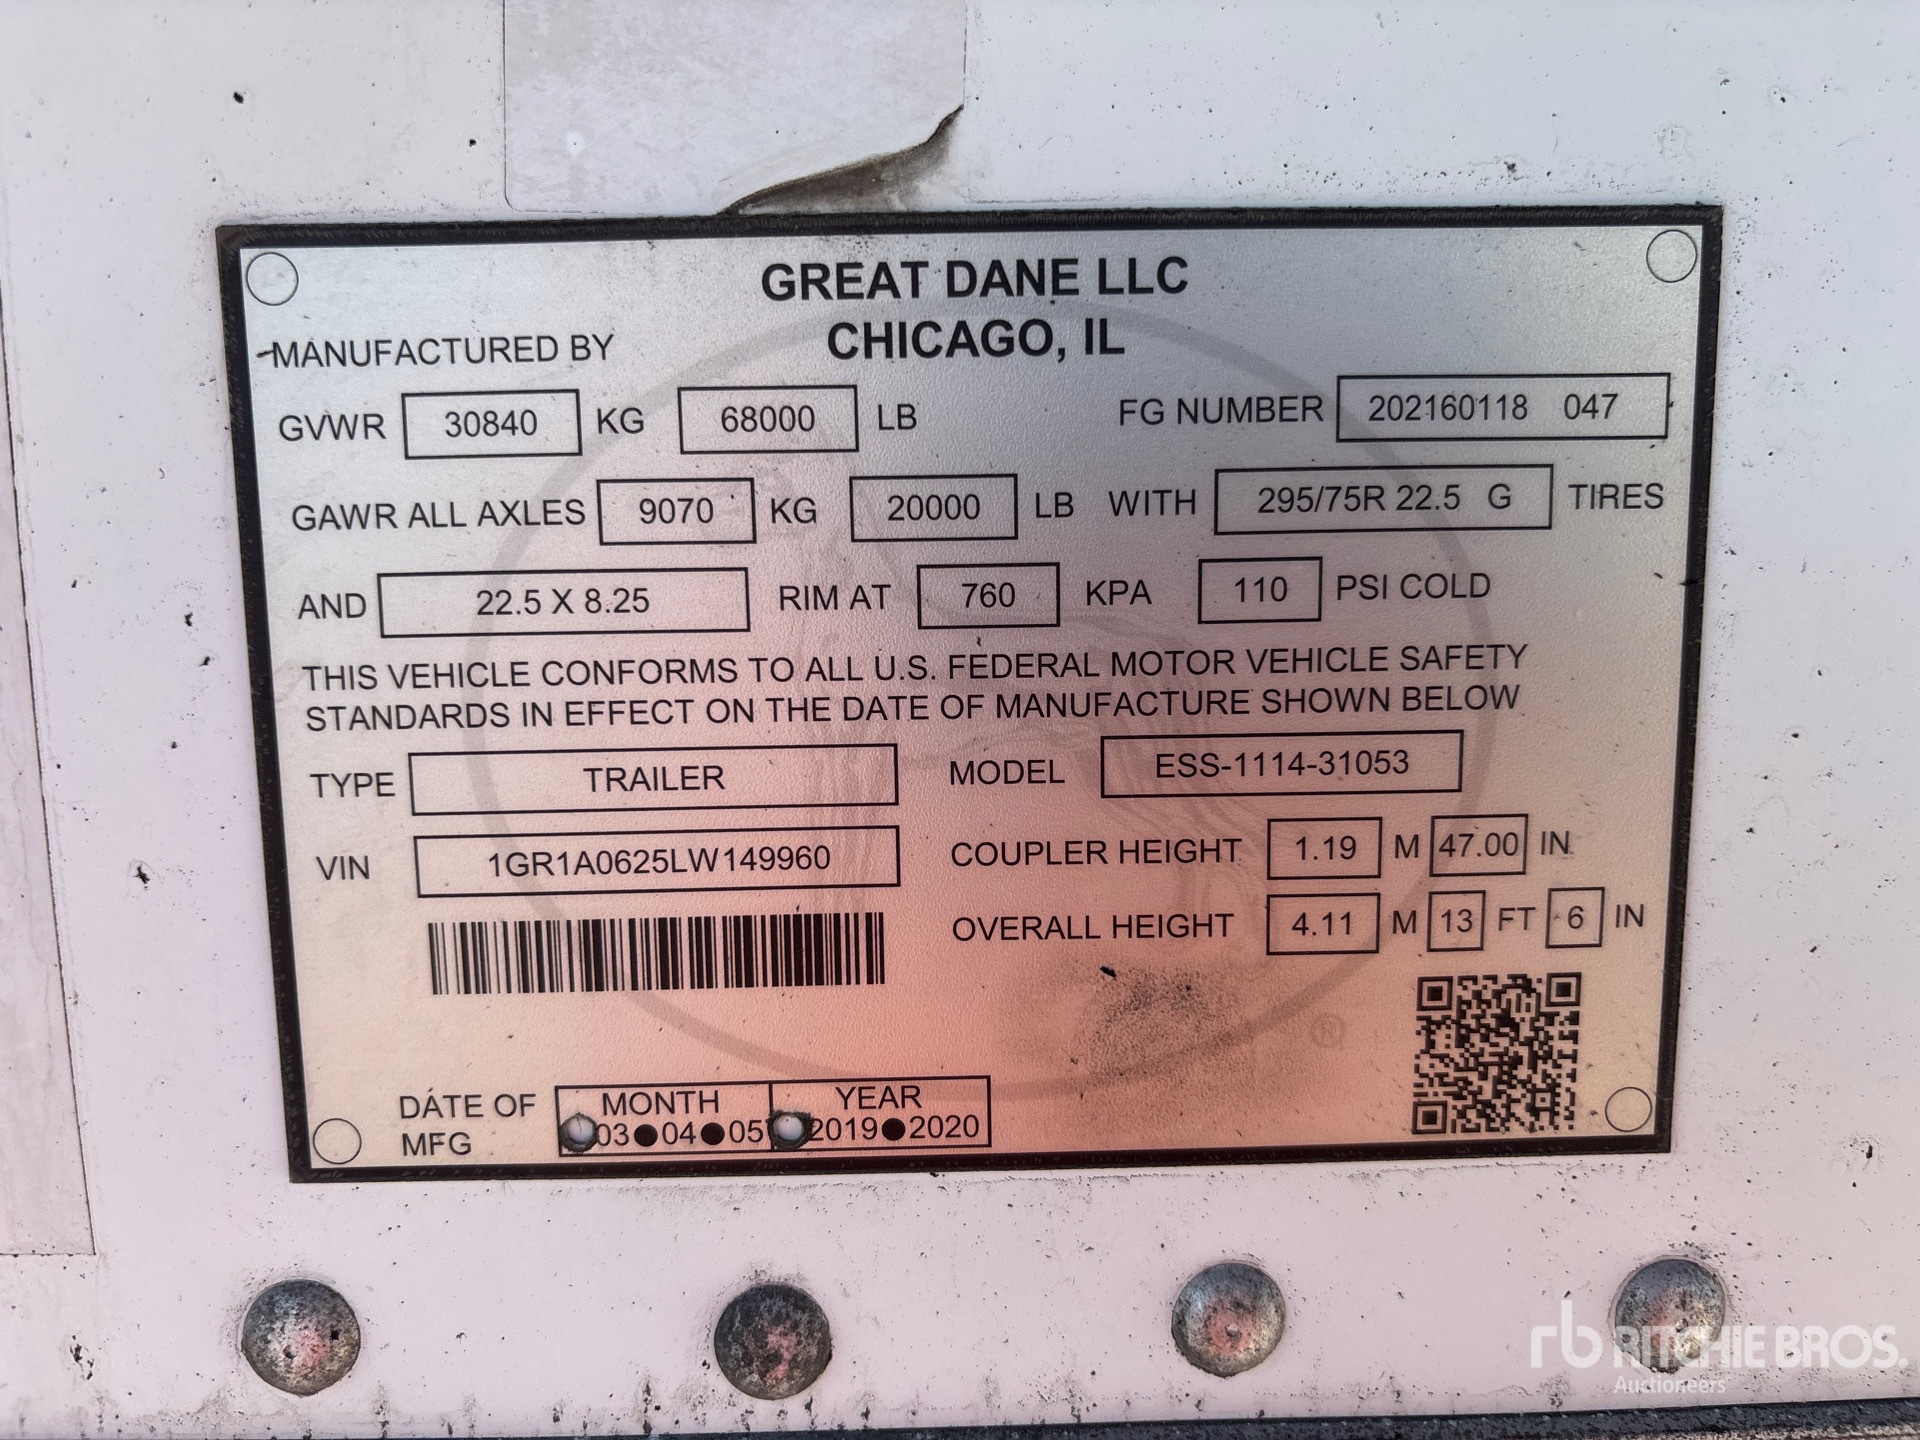 GREAT DANE LLC
MANUFACTURED BY CHICAGO, IL
GVWR 30840 KG 68000 LB FG NUMBER 202160118 047
GAWR ALL AXLES 9070 KG 20000 LB WITH 295/75R 22.5 G TIRES
AND 22.5 X 8.25 RIM AT 760 KPA 110 PSI COLD
THIS VEHICLE CONFORMS TO ALL U.S. FEDERAL MOTOR VEHICLE SAFETY
STANDARDS IN EFFECT ON THE DATE OF MANUFACTURE SHOWN BELOW
TYPE TRAILER MODEL ESS-1114-31053
VIN 1GR1A0625LW149960 COUPLER HEIGHT 1.19 M 47.00 IN
OVERALL HEIGHT 4.11 M 13 FT 6 IN
®
DATE OF MFG MONTH YEAR
03●04●05 2019●2020
rb RITCHIE BROS.
Auctioneers